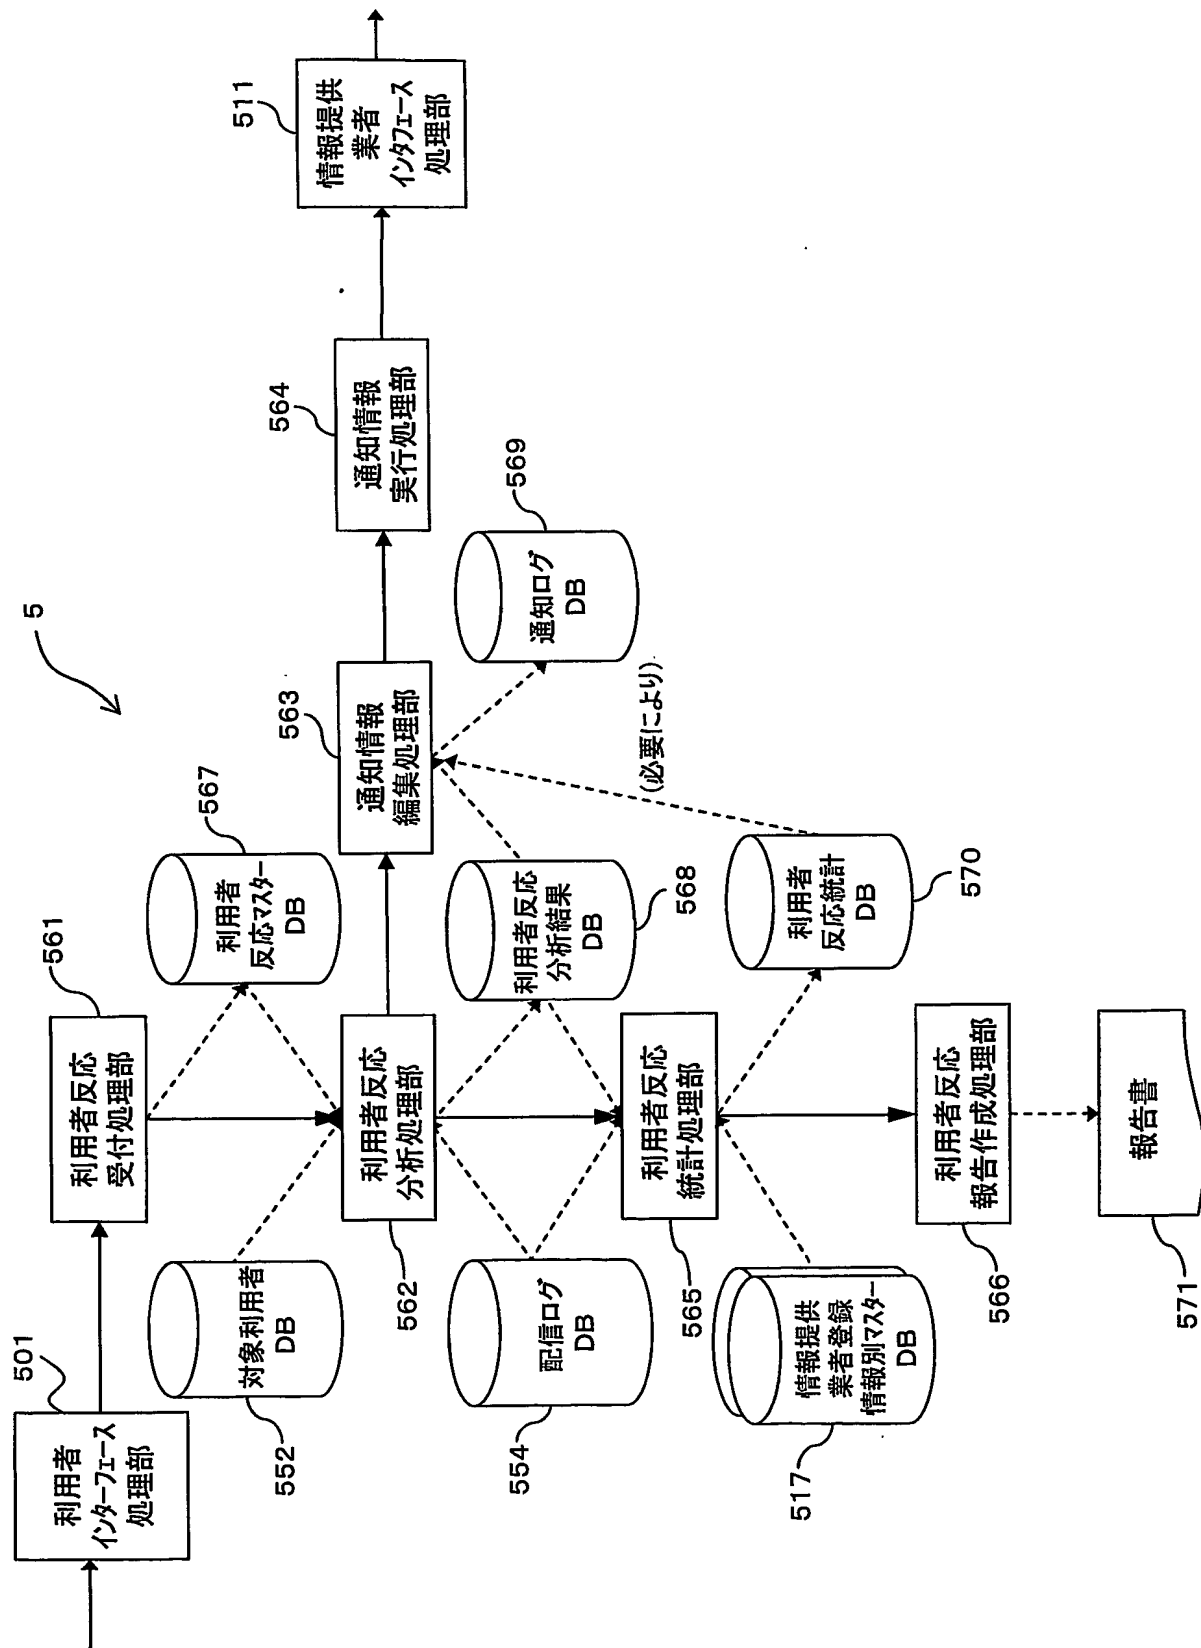 5
501
利用者
インターフェース
処理部
561
利用者反応
受付処理部
567
利用者
反応マスター
DB
552
対象利用者
DB
562
利用者反応
分析処理部
563
通知情報
編集処理部
564
通知情報
実行処理部
511
情報提供
業者
インタフェース
処理部
554
配信ログ
DB
568
利用者反応
分析結果
DB
569
通知ログ
DB
(必要により)
565
利用者反応
統計処理部
517
情報提供
業者登録
情報別マスター
DB
570
利用者
反応統計
DB
566
利用者反応
報告作成処理部
571
報告書